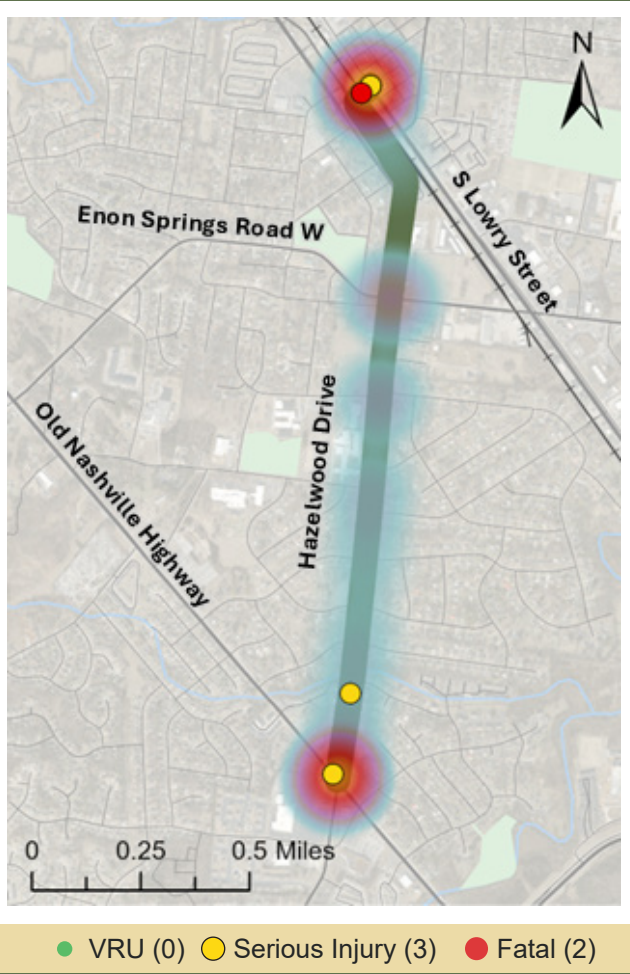 N
S Lowry Street
Enon Springs Road W
Hazelwood Drive
Old Nashville Highway
0 0.25 0.5 Miles
VRU (0) Serious Injury (3) Fatal (2)